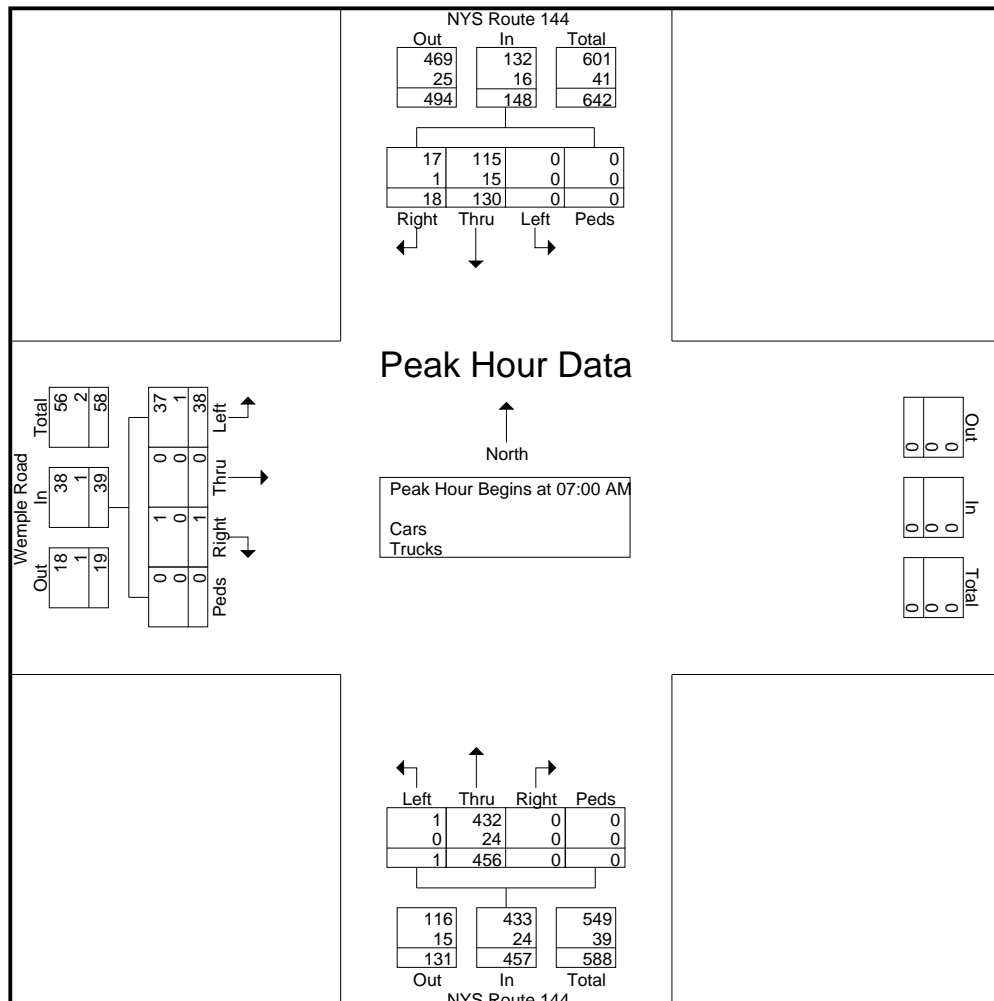 NYS Route 144
Out In Total
469 132 601
25 16 41
494 148 642
17 115 0 0
1 15 0 0
18 130 0 0
Right Thru Left Peds
Peak Hour Data
North
Peak Hour Begins at 07:00 AM
Cars
Trucks
Wemple Road
Total In Out
56 38 18
2 1 1
58 39 19
37 0 1 0
1 0 0 0
38 0 1 0
Left Thru Right Peds
Out In Total
0 0 0
0 0 0
0 0 0
Left Thru Right Peds
1 432 0 0
0 24 0 0
1 456 0 0
116 433 549
15 24 39
131 457 588
Out In Total
NYS Route 144